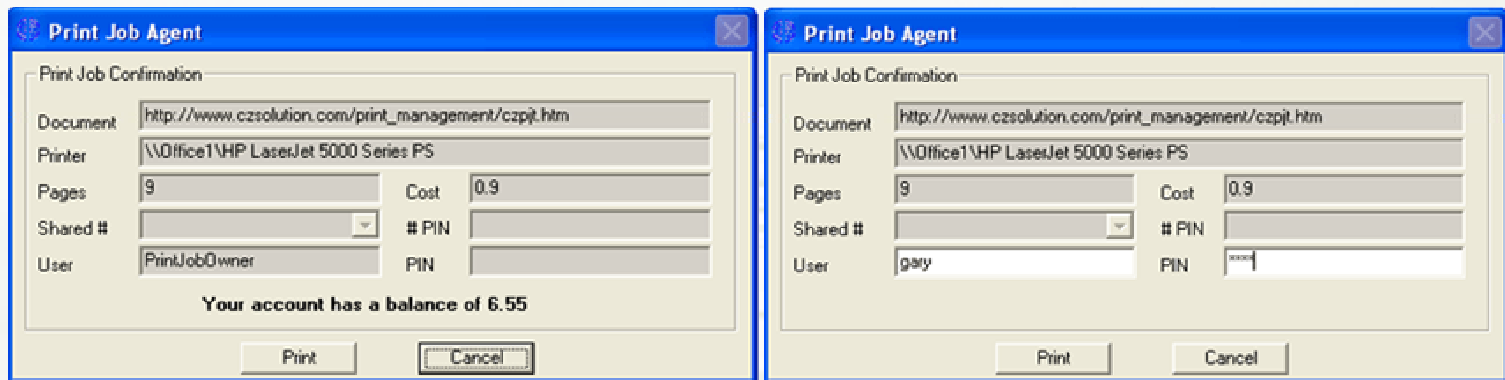 Print Job Agent
Print Job Confirmation
Document http://www.czsolution.com/print_management/czpjt.htm
Printer \\Office1\HP LaserJet 5000 Series PS
Pages 9 Cost 0.9
Shared # # PIN
User PrintJobOwner PIN
Your account has a balance of 6.55
Print Cancel
Print Job Agent
Print Job Confirmation
Document http://www.czsolution.com/print_management/czpjt.htm
Printer \\Office1\HP LaserJet 5000 Series PS
Pages 9 Cost 0.9
Shared # # PIN
User gary PIN ****
Print Cancel